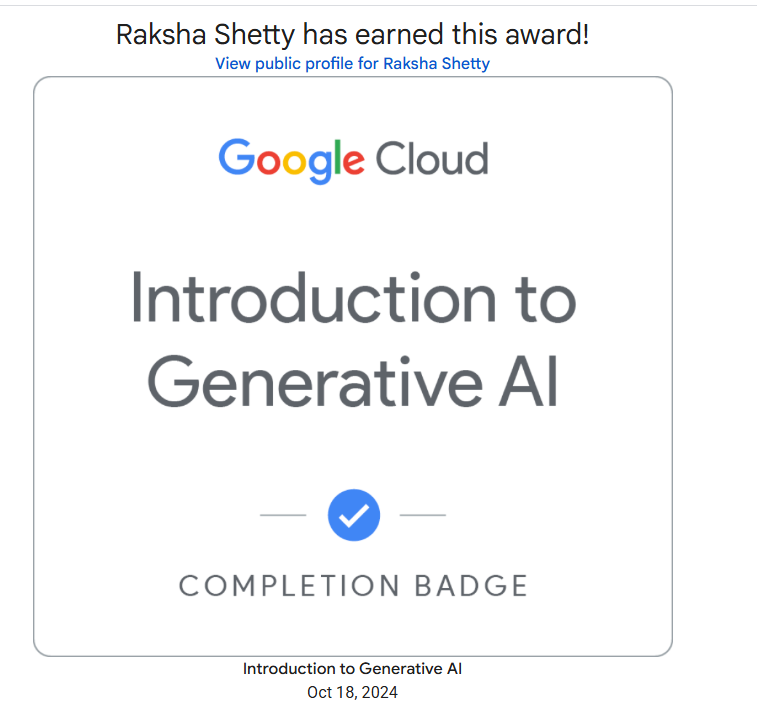 Raksha Shetty has earned this award!
View public profile for Raksha Shetty
Google Cloud
Introduction to
Generative AI
COMPLETION BADGE
Introduction to Generative AI
Oct 18, 2024